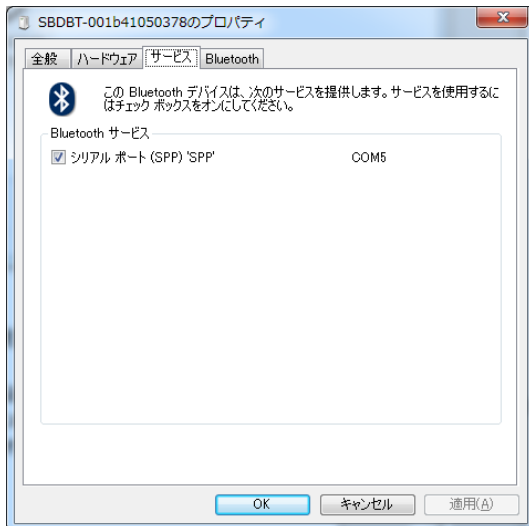 SBDBT-001b41050378のプロパティ
全般 ハードウェア サービス Bluetooth
この Bluetooth デバイスは、次のサービスを提供します。サービスを使用するに
はチェック ボックスをオンにしてください。
Bluetooth サービス
シリアル ポート (SPP) 'SPP' COM5
OK キャンセル 適用(A)